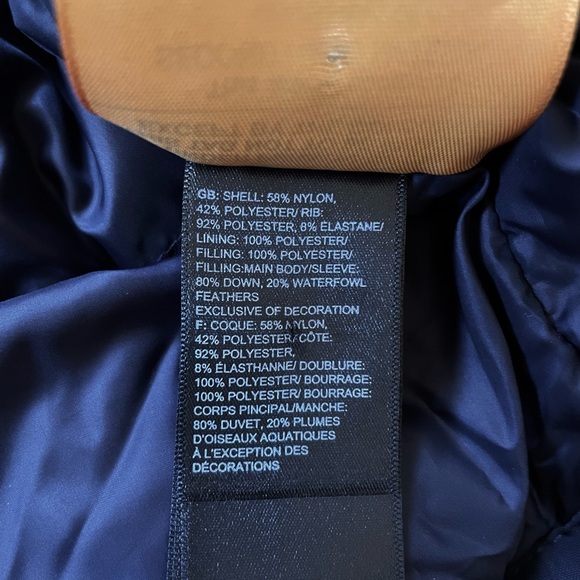 GB: SHELL: 58% NYLON,
42% POLYESTER/ RIB:
92% POLYESTER, 8% ÉLASTANE/
LINING: 100% POLYESTER/
FILLING: 100% POLYESTER/
FILLING:MAIN BODY/SLEEVE:
80% DOWN, 20% WATERFOWL
FEATHERS
EXCLUSIVE OF DECORATION
F: COQUE: 58% NYLON,
42% POLYESTER/CÔTE:
92% POLYESTER,
8% ÉLASTHANNE/ DOUBLURE:
100% POLYESTER/ BOURRAGE:
100% POLYESTER/ BOURRAGE:
CORPS PINCIPAL/MANCHE:
80% DUVET, 20% PLUMES
D'OISEAUX AQUATIQUES
À L'EXCEPTION DES
DÉCORATIONS